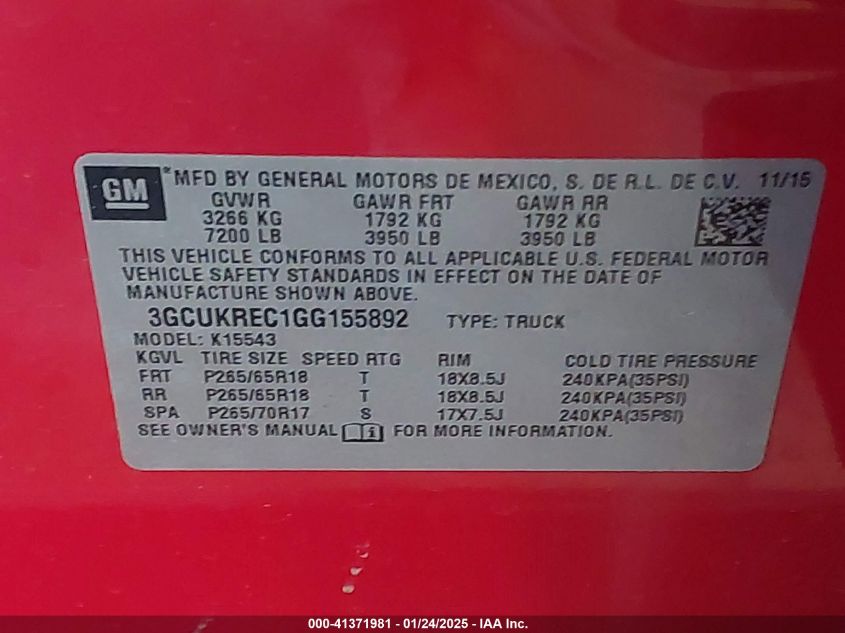 GM
*MFD BY GENERAL MOTORS DE MEXICO, S. DE R.L. DE C.V. 11/15
GVWR GAWR FRT GAWR RR
3266 KG 1792 KG 1792 KG
7200 LB 3950 LB 3950 LB
THIS VEHICLE CONFORMS TO ALL APPLICABLE U.S. FEDERAL MOTOR
VEHICLE SAFETY STANDARDS IN EFFECT ON THE DATE OF
MANUFACTURE SHOWN ABOVE.
3GCUKREC1GG155892 TYPE: TRUCK
MODEL: K15543
KGVL TIRE SIZE SPEED RTG RIM COLD TIRE PRESSURE
FRT P265/65R18 T 18X8.5J 240KPA(35PSI)
RR P265/65R18 T 18X8.5J 240KPA(35PSI)
SPA P265/70R17 S 17X7.5J 240KPA(35PSI)
SEE OWNER'S MANUAL i FOR MORE INFORMATION.
000-41371981 - 01/24/2025 - IAA Inc.